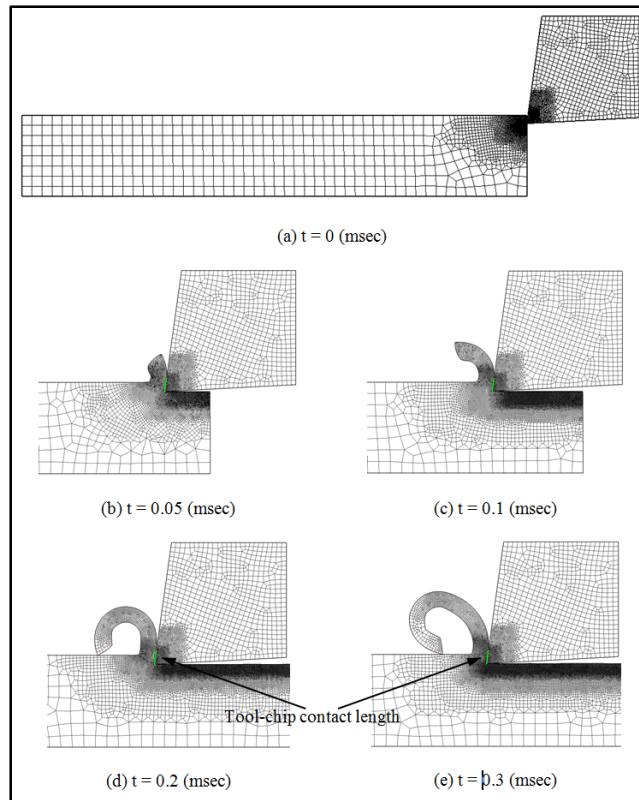 (a) t = 0 (msec)
(b) t = 0.05 (msec)
(c) t = 0.1 (msec)
Tool-chip contact length
(d) t = 0.2 (msec)
(e) t = 0.3 (msec)